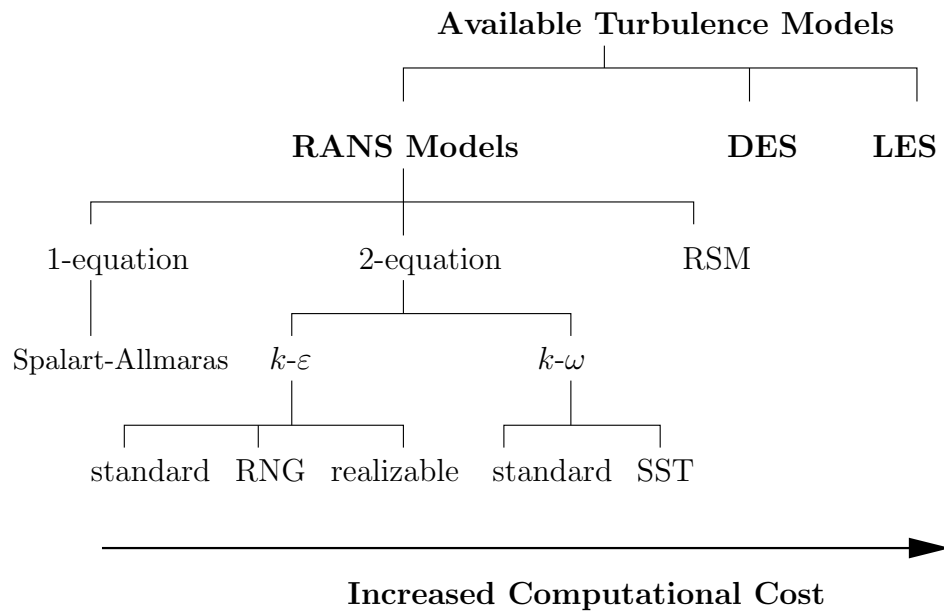 Available Turbulence Models
RANS Models DES LES
1-equation 2-equation RSM
Spalart-Allmaras k-ε k-ω
standard RNG realizable standard SST
Increased Computational Cost